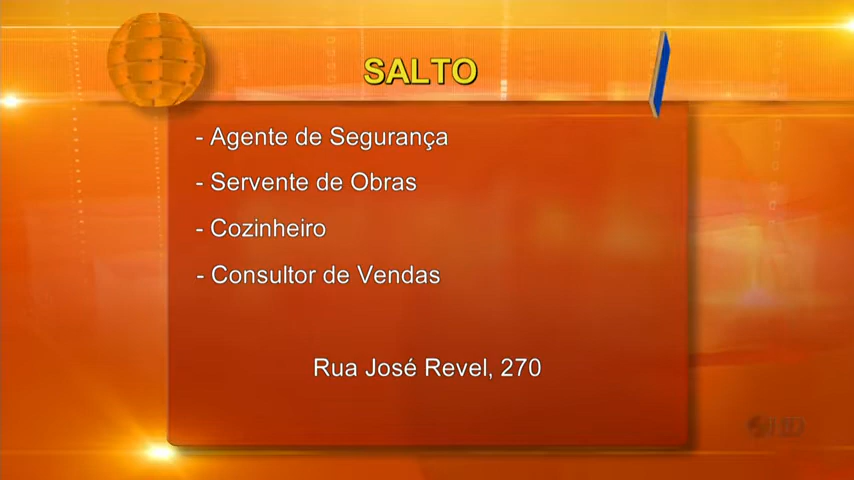 SALTO
- Agente de Segurança
- Servente de Obras
- Cozinheiro
- Consultor de Vendas
Rua José Revel, 270
HD